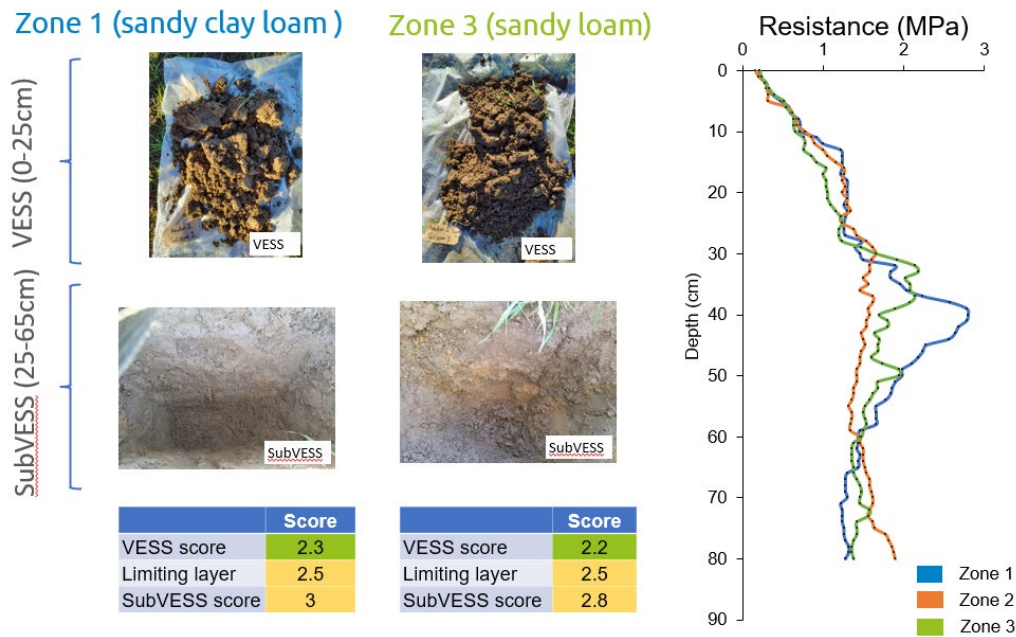 Zone 1 (sandy clay loam )
Zone 3 (sandy loam)
VESS (0-25cm)
VESS
VESS
SubVESS (25-65cm)
SubVESS
SubVESS
Score
VESS score 2.3
Limiting layer 2.5
SubVESS score 3
Score
VESS score 2.2
Limiting layer 2.5
SubVESS score 2.8
Resistance (MPa)
0 1 2 3
0
10
20
30
40
50
60
70
80
90
Depth (cm)
Zone 1
Zone 2
Zone 3